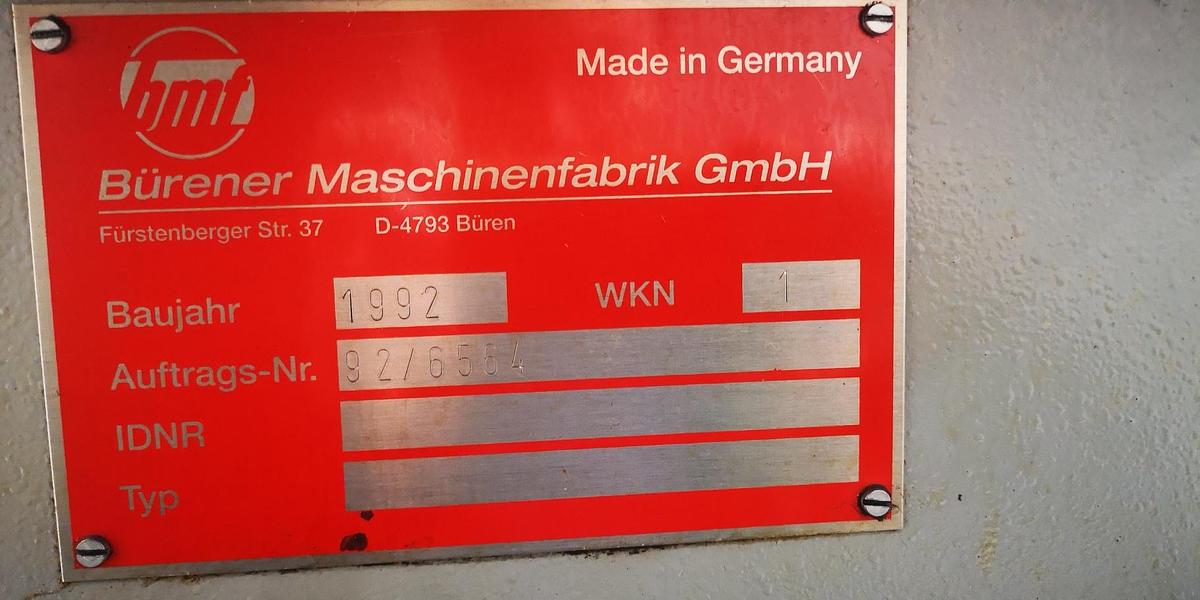 bmf
Made in Germany
Bürener Maschinenfabrik GmbH
Fürstenberger Str. 37 D-4793 Büren
Baujahr 1992 WKN 1
Auftrags-Nr. 92/6564
IDNR
Typ